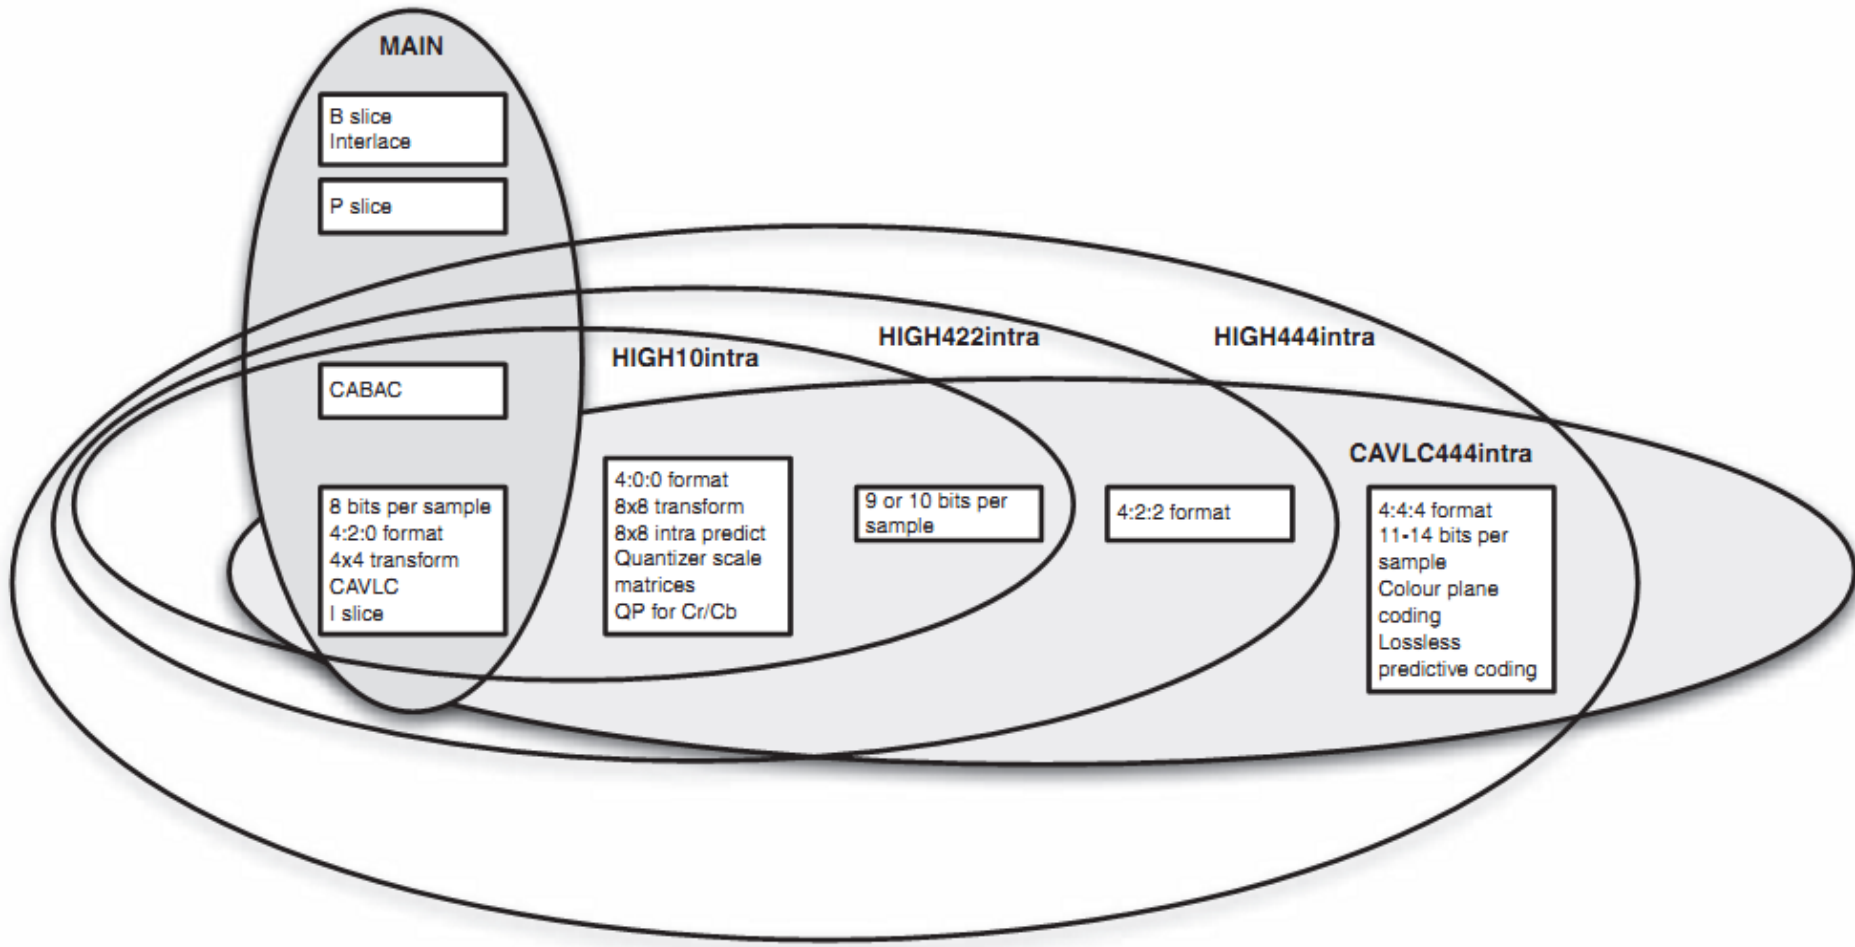 MAIN
B slice
Interlace
P slice
HIGH10intra
HIGH422intra
HIGH444intra
CABAC
CAVLC444intra
8 bits per sample
4:2:0 format
4x4 transform
CAVLC
I slice
4:0:0 format
8x8 transform
8x8 intra predict
Quantizer scale
matrices
QP for Cr/Cb
9 or 10 bits per
sample
4:2:2 format
4:4:4 format
11-14 bits per
sample
Colour plane
coding
Lossless
predictive coding